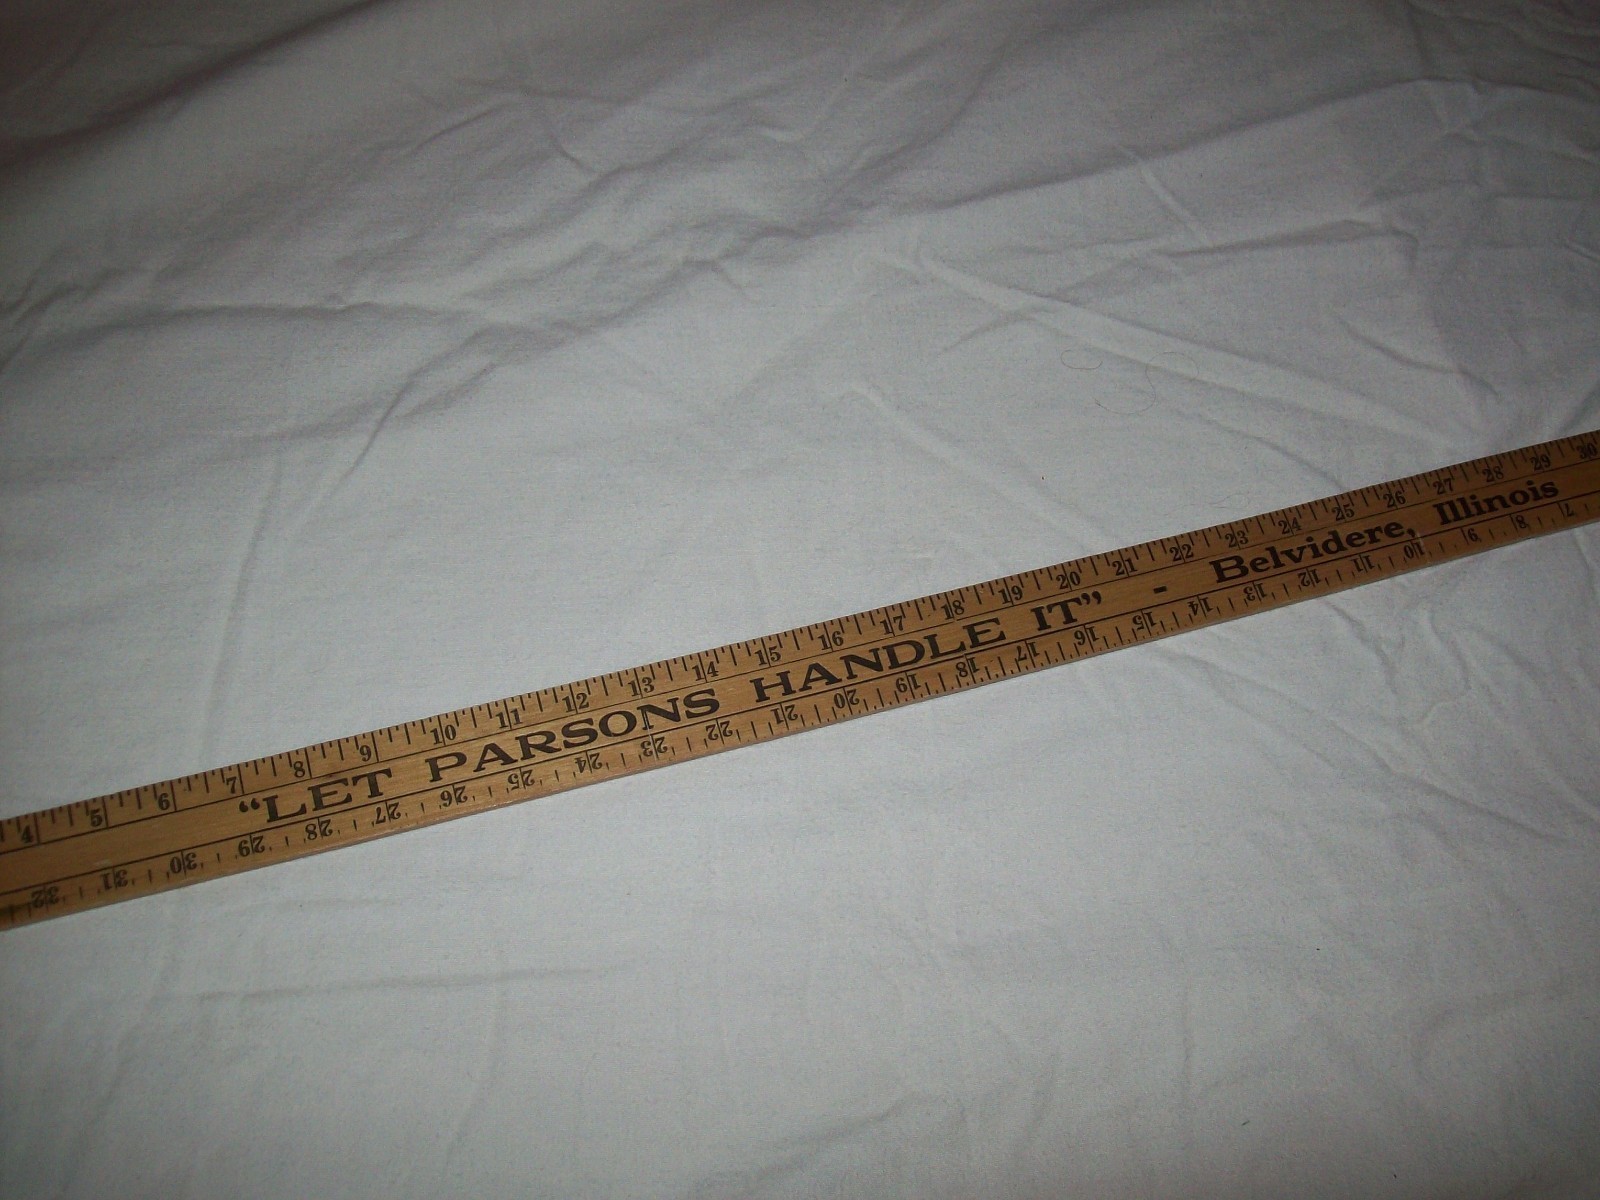 4 5 6 7 8 9 10 11 12 13 14 15 16 17 18 19 20 21 22 23 24 25 26 27 28 29 30
"LET PARSONS HANDLE IT" - Belvidere, Illinois
32 31 30 29 28 27 26 25 24 23 22 21 20 19 18 17 16 15 14 13 12 11 10 9 8 7